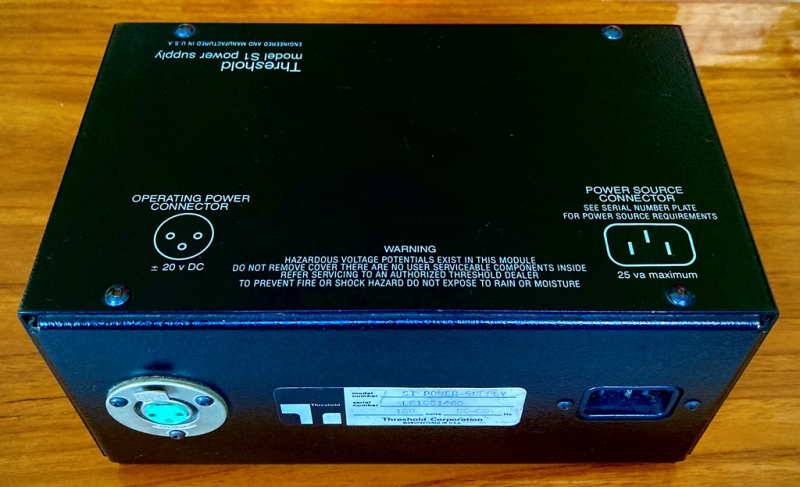 Threshold
model S1 power supply
ENGINEERED AND MANUFACTURED IN U.S.A.
OPERATING POWER
CONNECTOR
± 20 v DC
POWER SOURCE
CONNECTOR
SEE SERIAL NUMBER PLATE
FOR POWER SOURCE REQUIREMENTS
25 va maximum
WARNING
HAZARDOUS VOLTAGE POTENTIALS EXIST IN THIS MODULE
DO NOT REMOVE COVER THERE ARE NO USER SERVICEABLE COMPONENTS INSIDE
REFER SERVICING TO AN AUTHORIZED THRESHOLD DEALER
TO PREVENT FIRE OR SHOCK HAZARD DO NOT EXPOSE TO RAIN OR MOISTURE
Threshold
model number S1 POWER SUPPLY
serial number
120 volts Hz
Threshold Corporation
MANUFACTURED IN U.S.A.